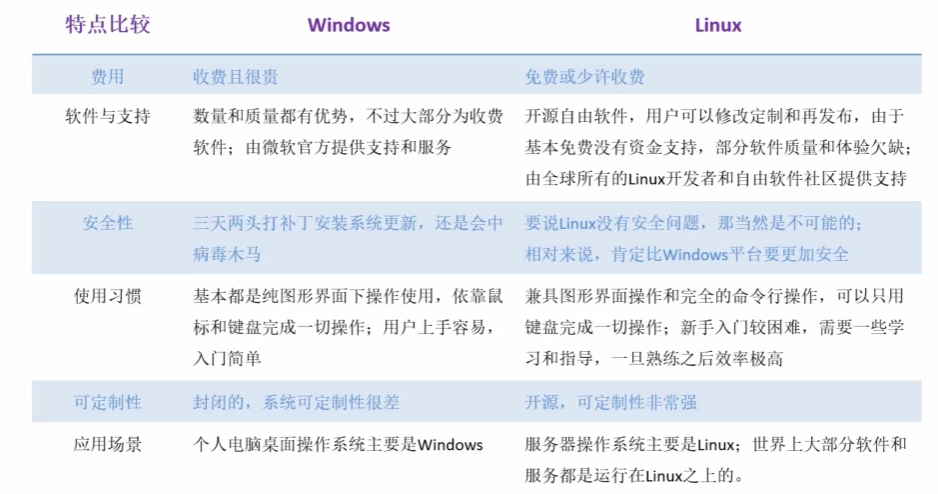 特点比较 Windows Linux
费用 收费且很贵 免费或少许收费
软件与支持 数量和质量都有优势，不过大部分为收费 开源自由软件，用户可以修改定制和再发布，由于
软件；由微软官方提供支持和服务 基本免费没有资金支持，部分软件质量和体验欠缺；
由全球所有的Linux开发者和自由软件社区提供支持
安全性 三天两头打补丁安装系统更新，还是会中 要说Linux没有安全问题，那当然是不可能的；
病毒木马 相对来说，肯定比Windows平台要更加安全
使用习惯 基本都是纯图形界面下操作使用，依靠鼠 兼具图形界面操作和完全的命令行操作，可以只用
标和键盘完成一切操作；用户上手容易， 键盘完成一切操作；新手入门较困难，需要一些学
入门简单 习和指导，一旦熟练之后效率极高
可定制性 封闭的，系统可定制性很差 开源，可定制性非常强
应用场景 个人电脑桌面操作系统主要是Windows 服务器操作系统主要是Linux；世界上大部分软件和
服务都是运行在Linux之上的。